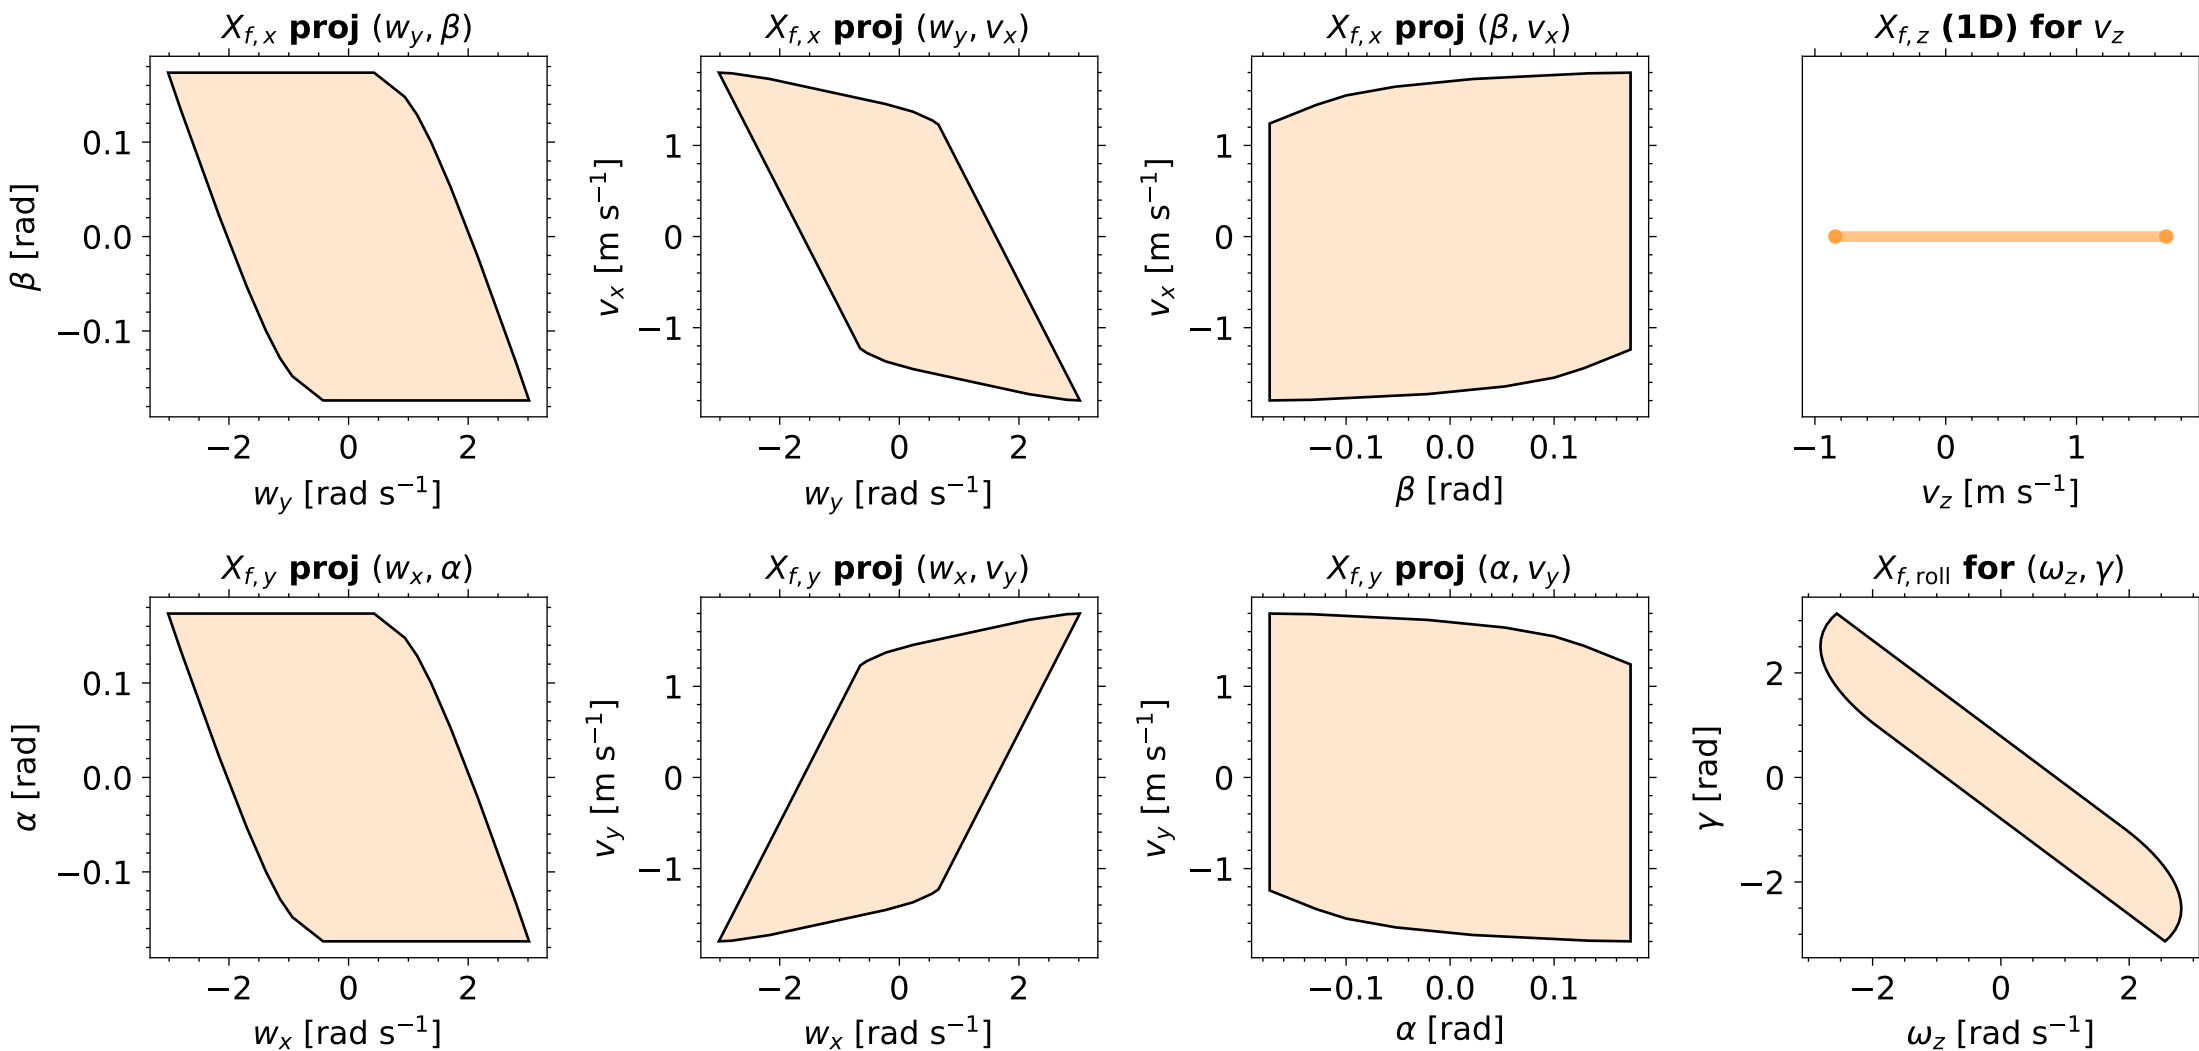 X_{f,x} proj (w_y, β)
0.1
0.0
−0.1
β [rad]
−2 0 2
w_y [rad s⁻¹]
X_{f,x} proj (w_y, v_x)
1
0
−1
v_x [m s⁻¹]
−2 0 2
w_y [rad s⁻¹]
X_{f,x} proj (β, v_x)
1
0
−1
v_x [m s⁻¹]
−0.1 0.0 0.1
β [rad]
X_{f,z} (1D) for v_z
−1 0 1
v_z [m s⁻¹]
X_{f,y} proj (w_x, α)
0.1
0.0
−0.1
α [rad]
−2 0 2
w_x [rad s⁻¹]
X_{f,y} proj (w_x, v_y)
1
0
−1
v_y [m s⁻¹]
−2 0 2
w_x [rad s⁻¹]
X_{f,y} proj (α, v_y)
1
0
−1
v_y [m s⁻¹]
−0.1 0.0 0.1
α [rad]
X_{f,roll} for (ω_z, γ)
2
0
−2
γ [rad]
−2 0 2
ω_z [rad s⁻¹]